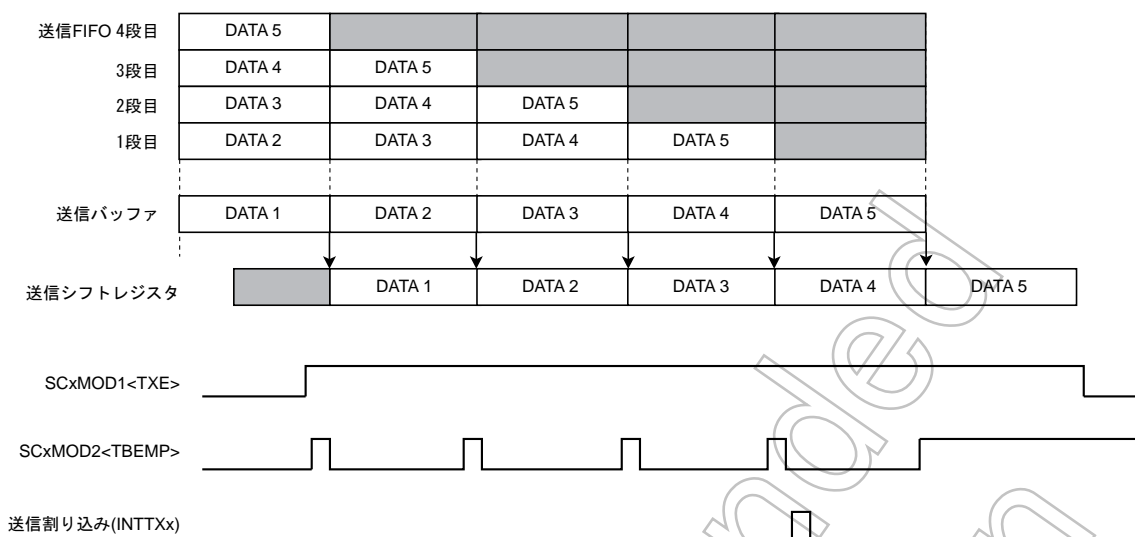 送信FIFO 4段目 DATA 5
3段目 DATA 4 DATA 5
2段目 DATA 3 DATA 4 DATA 5
1段目 DATA 2 DATA 3 DATA 4 DATA 5
送信バッファ DATA 1 DATA 2 DATA 3 DATA 4 DATA 5
送信シフトレジスタ DATA 1 DATA 2 DATA 3 DATA 4 DATA 5
SCxMOD1<TXE>
SCxMOD2<TBEMP>
送信割り込み(INTTXx)